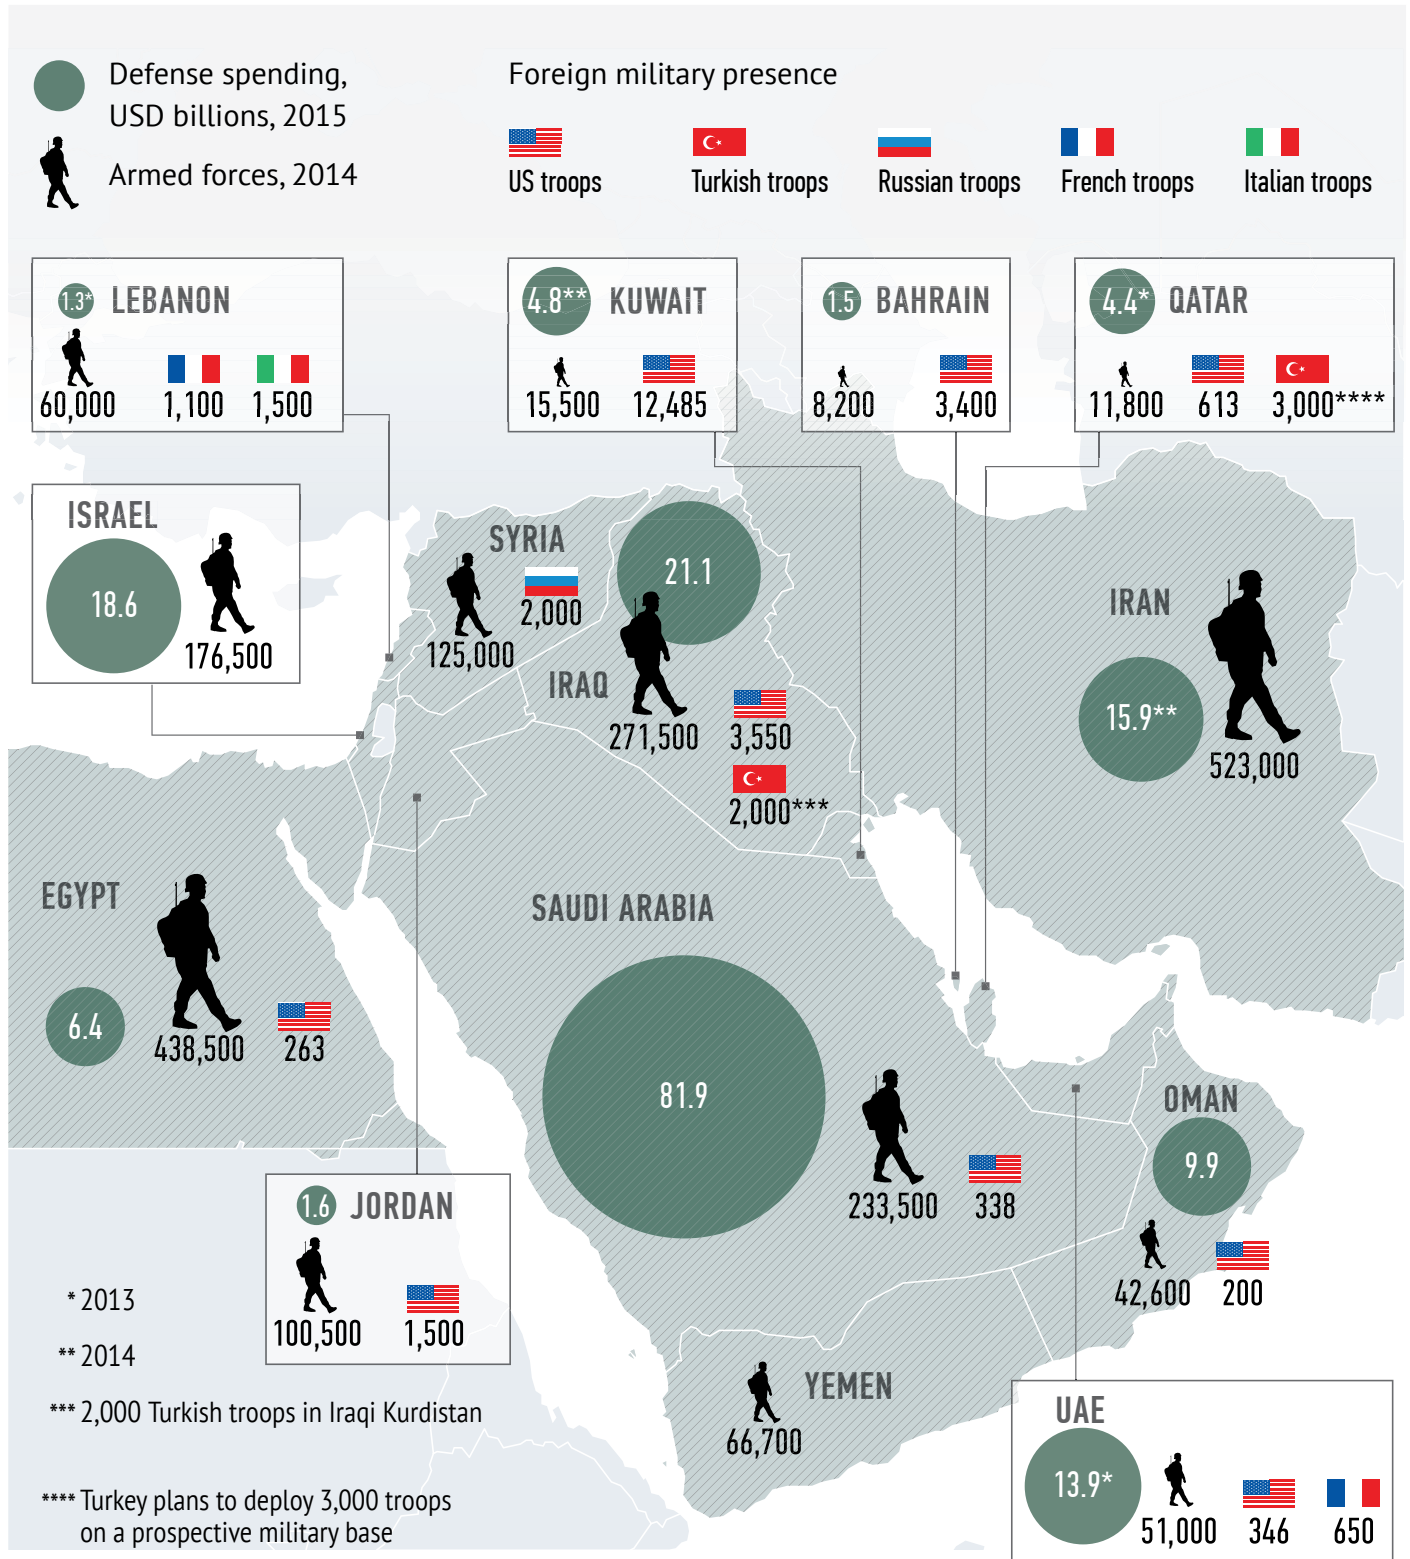 Defense spending,
USD billions, 2015
Armed forces, 2014
Foreign military presence
US troops
Turkish troops
Russian troops
French troops
Italian troops
1.3* LEBANON
60,000 1,100 1,500
4.8** KUWAIT
15,500 12,485
1.5 BAHRAIN
8,200 3,400
4.4* QATAR
11,800 613 3,000****
ISRAEL
18.6
176,500
SYRIA
2,000
125,000
21.1
IRAQ
271,500 3,550
2,000***
IRAN
15.9**
523,000
EGYPT
6.4
438,500 263
SAUDI ARABIA
81.9
233,500 338
OMAN
9.9
42,600 200
1.6 JORDAN
100,500 1,500
YEMEN
66,700
UAE
13.9*
51,000 346 650
* 2013
** 2014
*** 2,000 Turkish troops in Iraqi Kurdistan
**** Turkey plans to deploy 3,000 troops
on a prospective military base